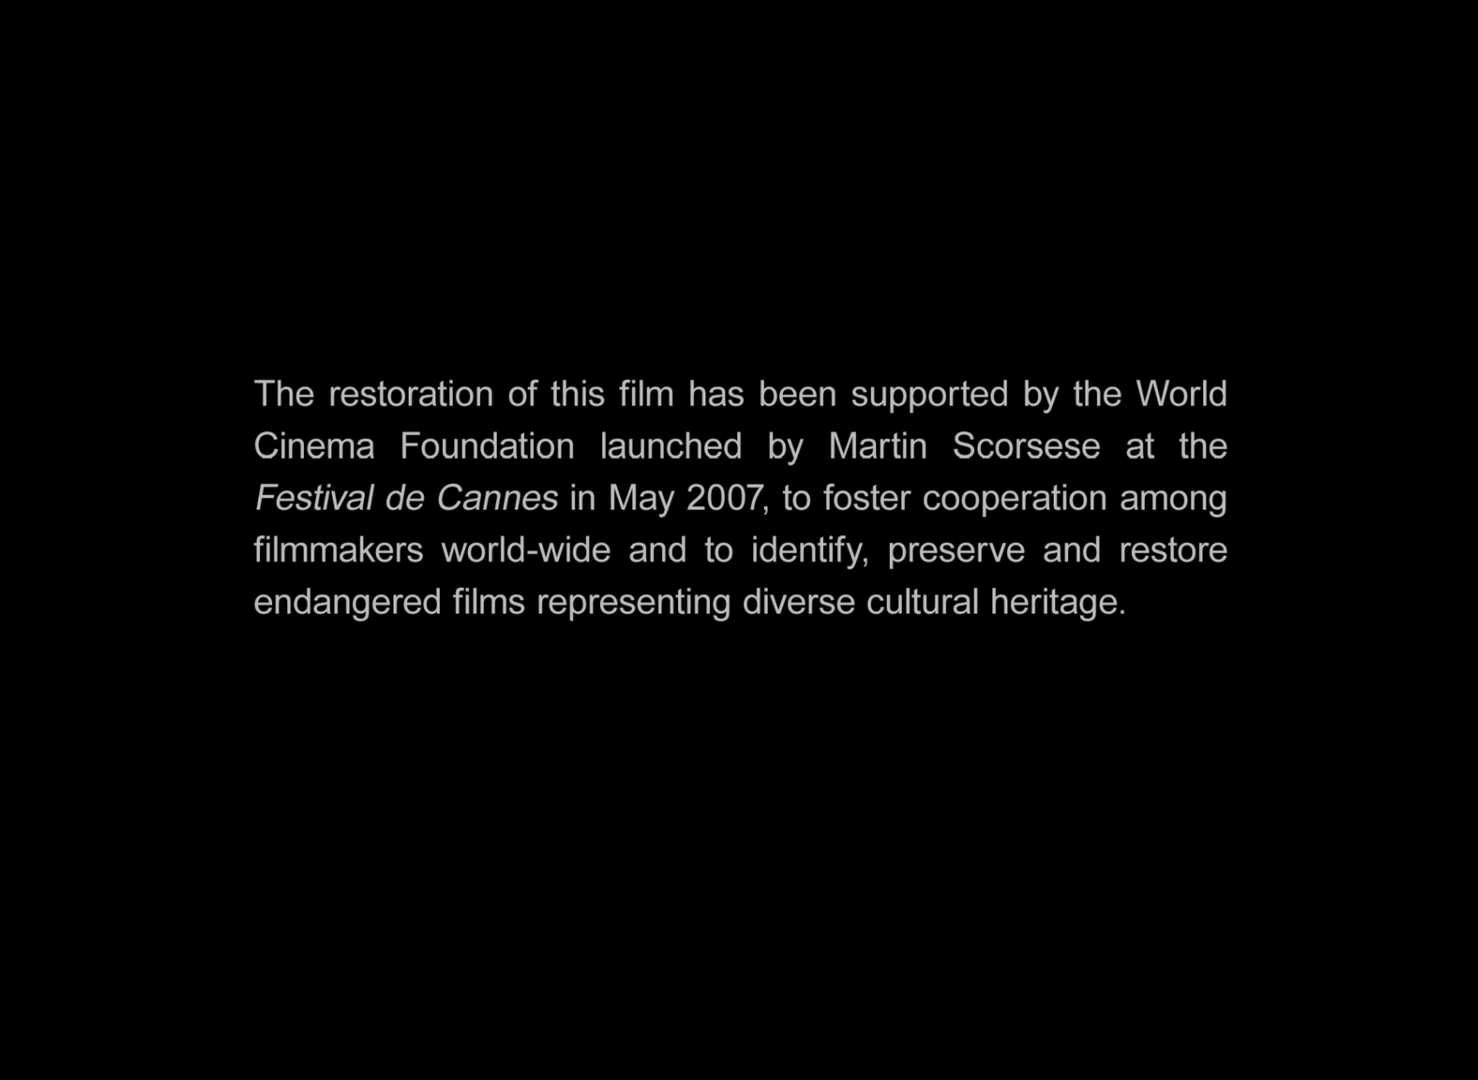 The restoration of this film has been supported by the World
Cinema Foundation launched by Martin Scorsese at the
Festival de Cannes in May 2007, to foster cooperation among
filmmakers world-wide and to identify, preserve and restore
endangered films representing diverse cultural heritage.